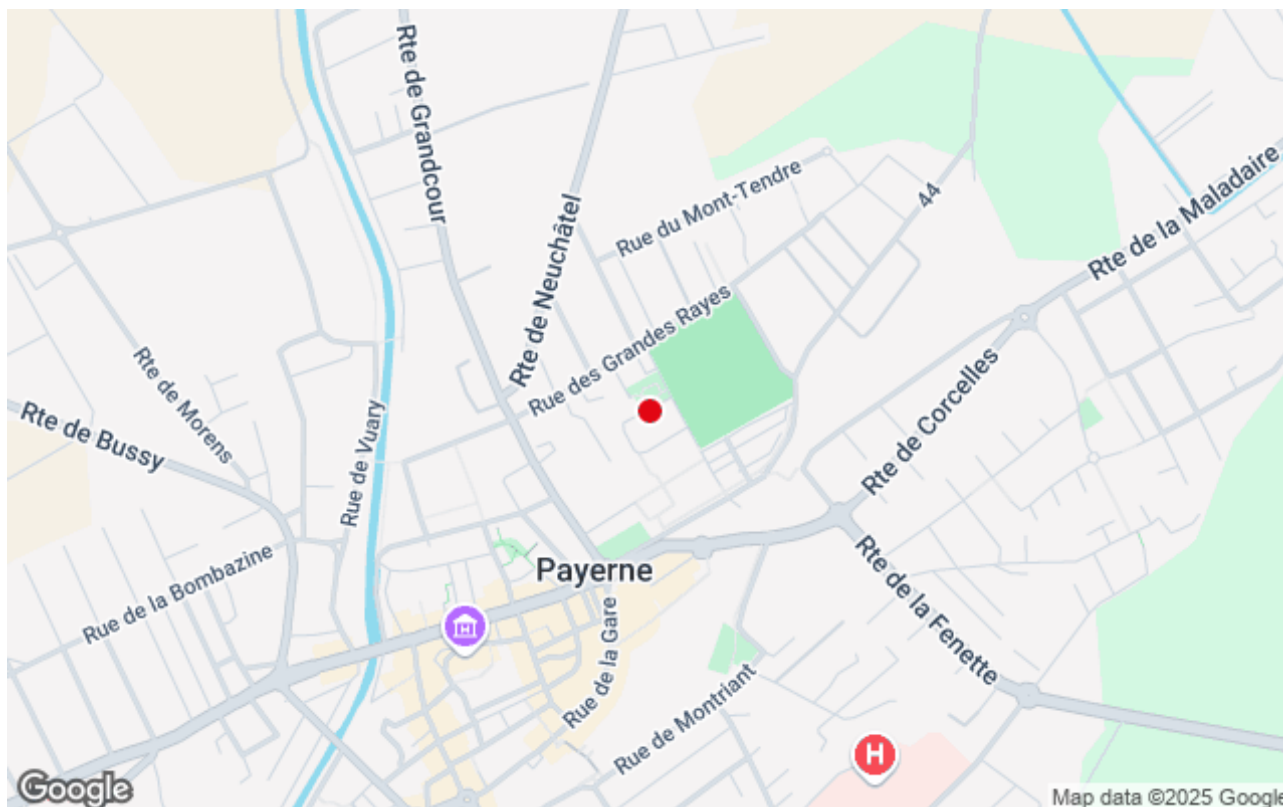 Rte de Grandcour
Rte de Neuchâtel
Rue du Mont-Tendre
44
Rte de la Maladaire
Rue des Grandes Rayes
Rte de Morens
Rte de Bussy
Rue de Vuary
Rte de Corcelles
Rue de la Bombazine
Payerne
Rte de la Fenette
Rue de la Gare
Rue de Montriant
H
H
Google
Map data ©2025 Google